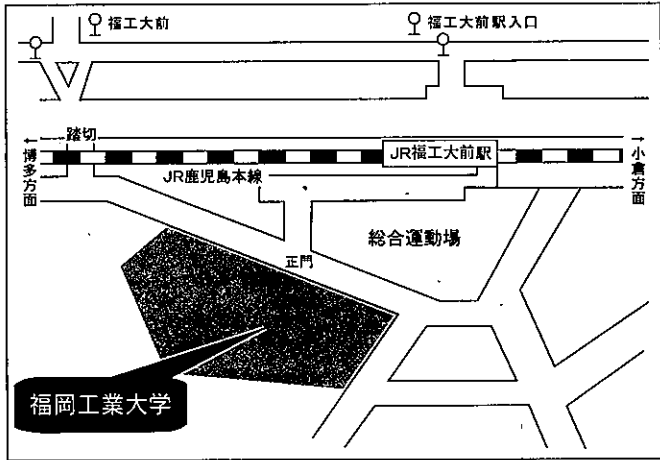 福工大前
福工大前駅入口
踏切
←
博多方面
→
小倉方面
JR福工大前駅
JR鹿児島本線
総合運動場
正門
福岡工業大学